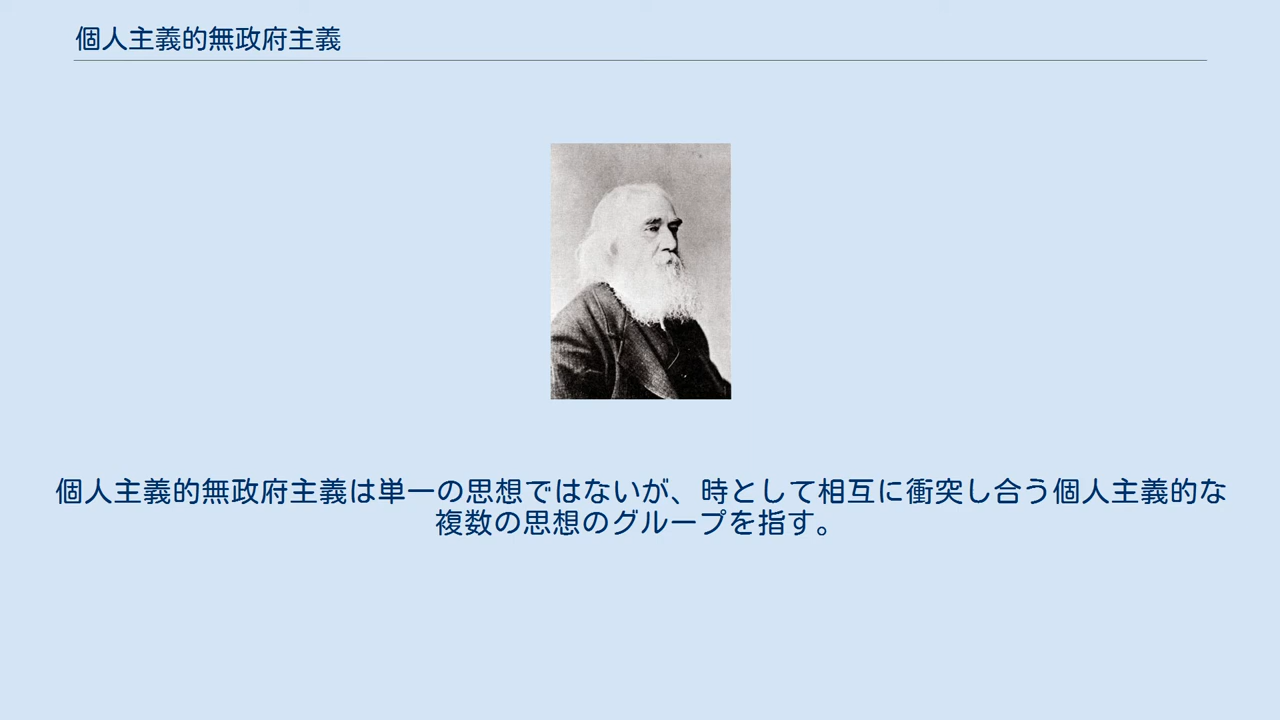 個人主義的無政府主義
個人主義的無政府主義は単一の思想ではないが、時として相互に衝突し合う個人主義的な
複数の思想のグループを指す。